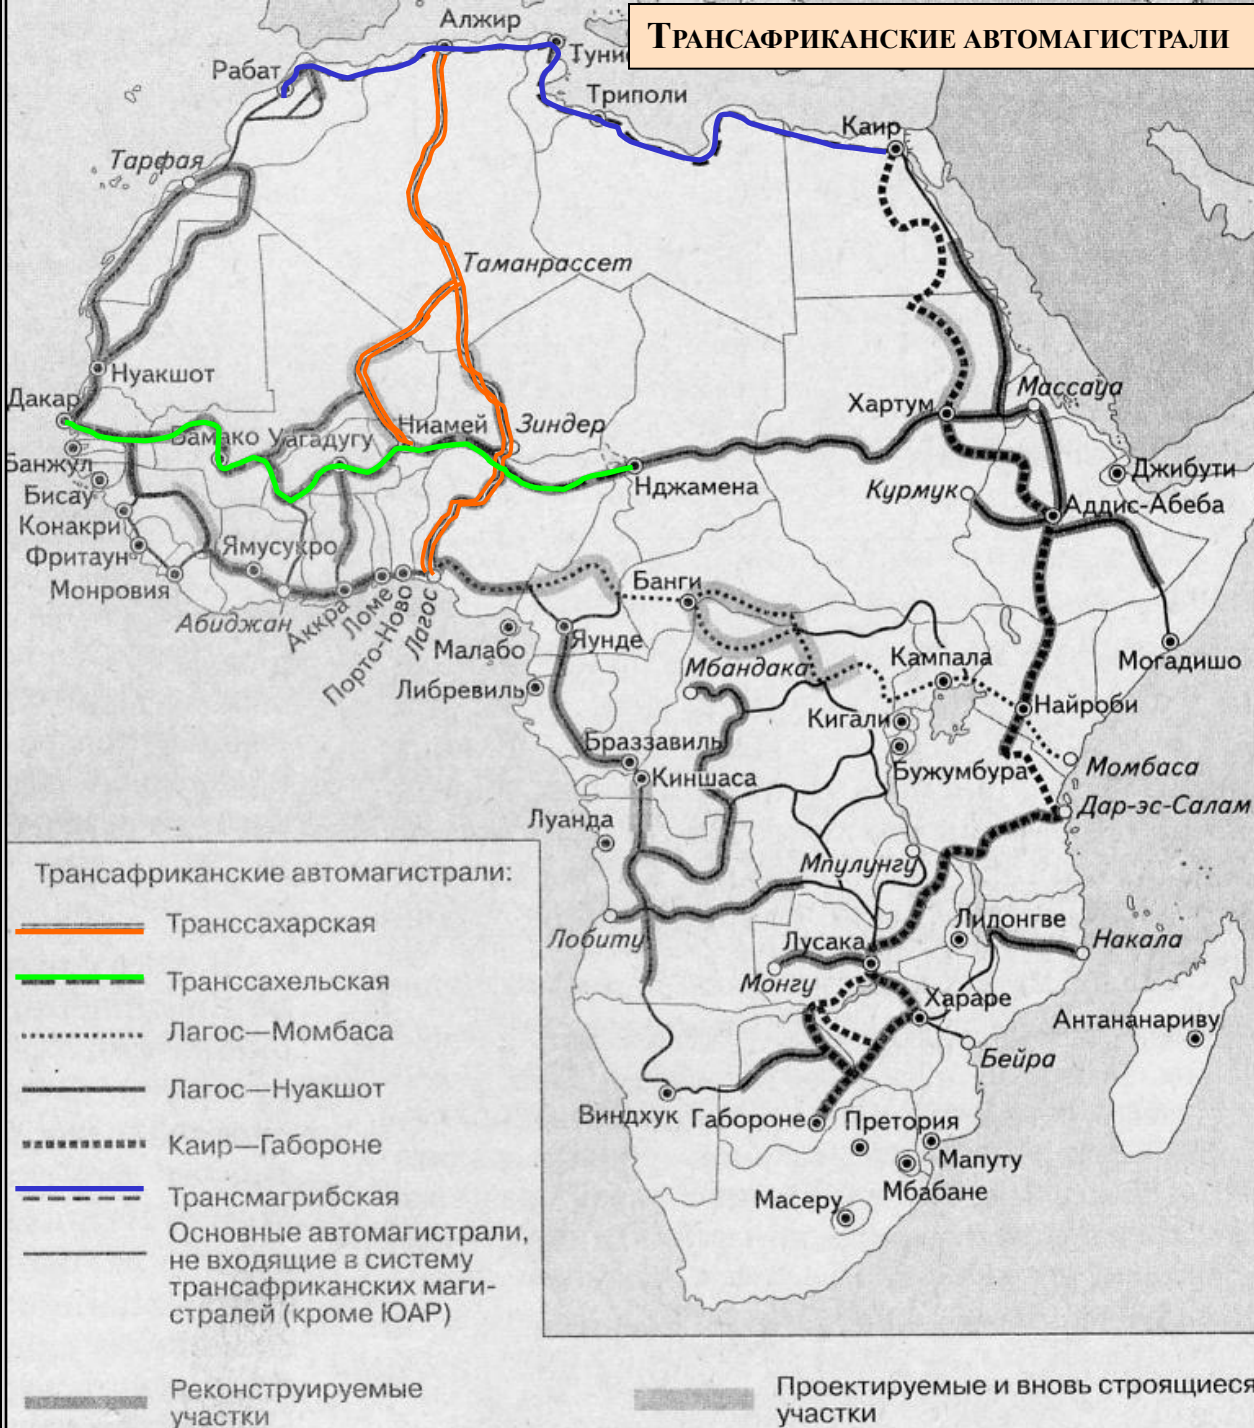 ТРАНСАФРИКАНСКИЕ АВТОМАГИСТРАЛИ
Алжир
Рабат
Триполи
Каир
Тарфая
Таманрассет
Нуакшот
Дакар
Массауа
Хартум
Бамако Уагадугу
Ниамей
Зиндер
Банжул
Нджамена
Джибути
Бисау
Курмук
Аддис-Абеба
Конакри
Фритаун
Ямусукро
Монровия
Абиджан
Аккра
Ломе
Порто-Ново
Лагос
Банги
Малабо
Яунде
Мбандака
Кампала
Могадишо
Либревиль
Кигали
Найроби
Браззавиль
Киншаса
Бужумбура
Момбаса
Дар-эс-Салам
Луанда
Мпулунгу
Лобиту
Лусака
Лилонгве
Накала
Монгу
Хараре
Антананариву
Бейра
Виндхук
Габороне
Претория
Мапуту
Мбабане
Масеру
Трансафриканские автомагистрали:
Транссахарская
Транссахельская
Лагос—Момбаса
Лагос—Нуакшот
Каир—Габороне
Трансмагрибская
Основные автомагистрали,
не входящие в систему
трансафриканских маги-
стралей (кроме ЮАР)
Реконструируемые
участки
Проектируемые и вновь строящиеся
участки